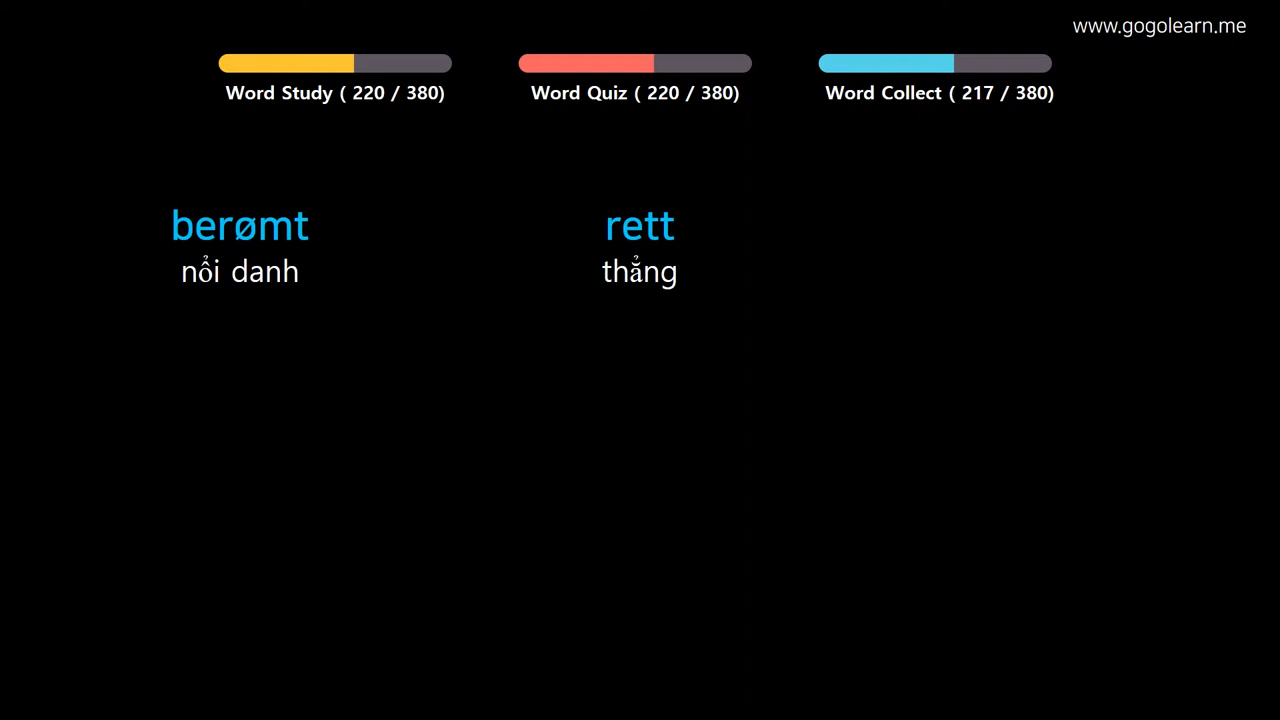 www.gogolearn.me
Word Study ( 220 / 380)
Word Quiz ( 220 / 380)
Word Collect ( 217 / 380)
berømt
nổi danh
rett
thẳng